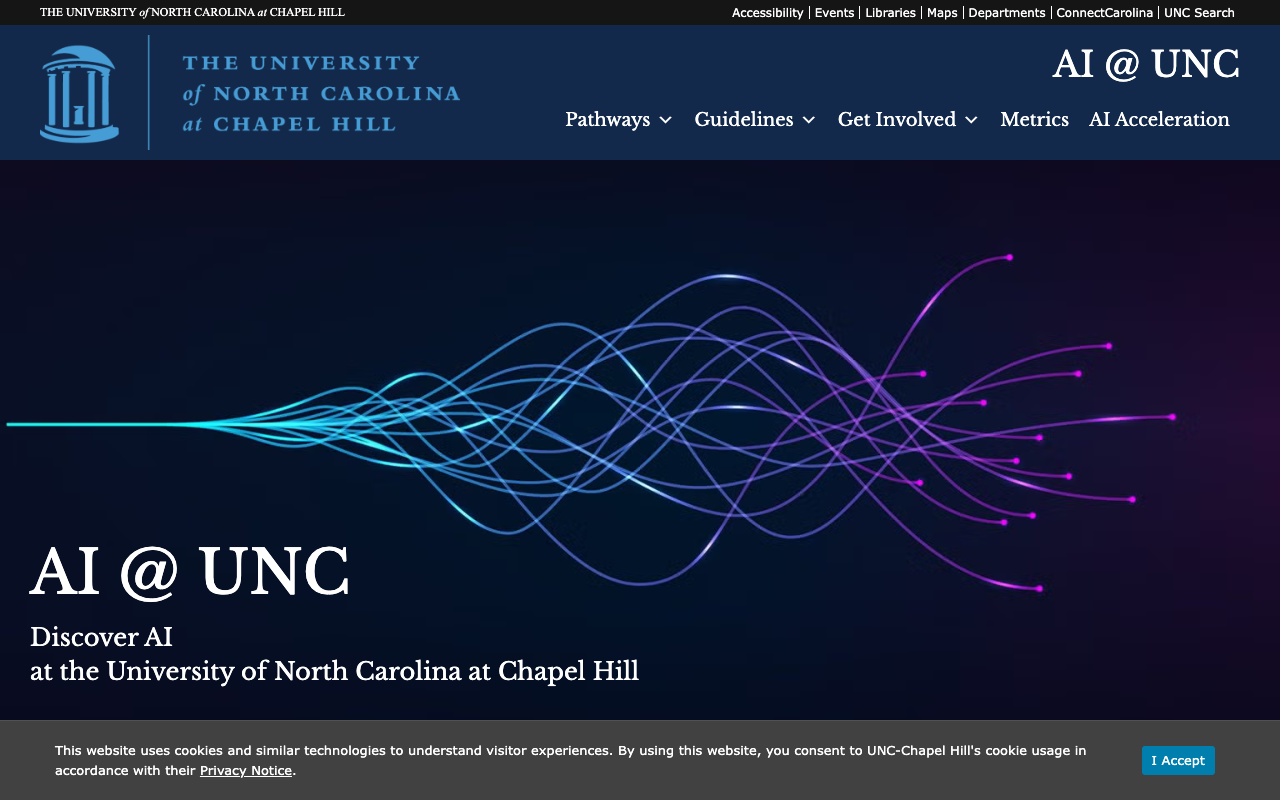 THE UNIVERSITY of NORTH CAROLINA at CHAPEL HILL
Accessibility | Events | Libraries | Maps | Departments | ConnectCarolina | UNC Search
THE UNIVERSITY
of NORTH CAROLINA
at CHAPEL HILL
AI @ UNC
Pathways Guidelines Get Involved Metrics AI Acceleration
AI @ UNC
Discover AI
at the University of North Carolina at Chapel Hill
This website uses cookies and similar technologies to understand visitor experiences. By using this website, you consent to UNC-Chapel Hill's cookie usage in
accordance with their Privacy Notice.
I Accept